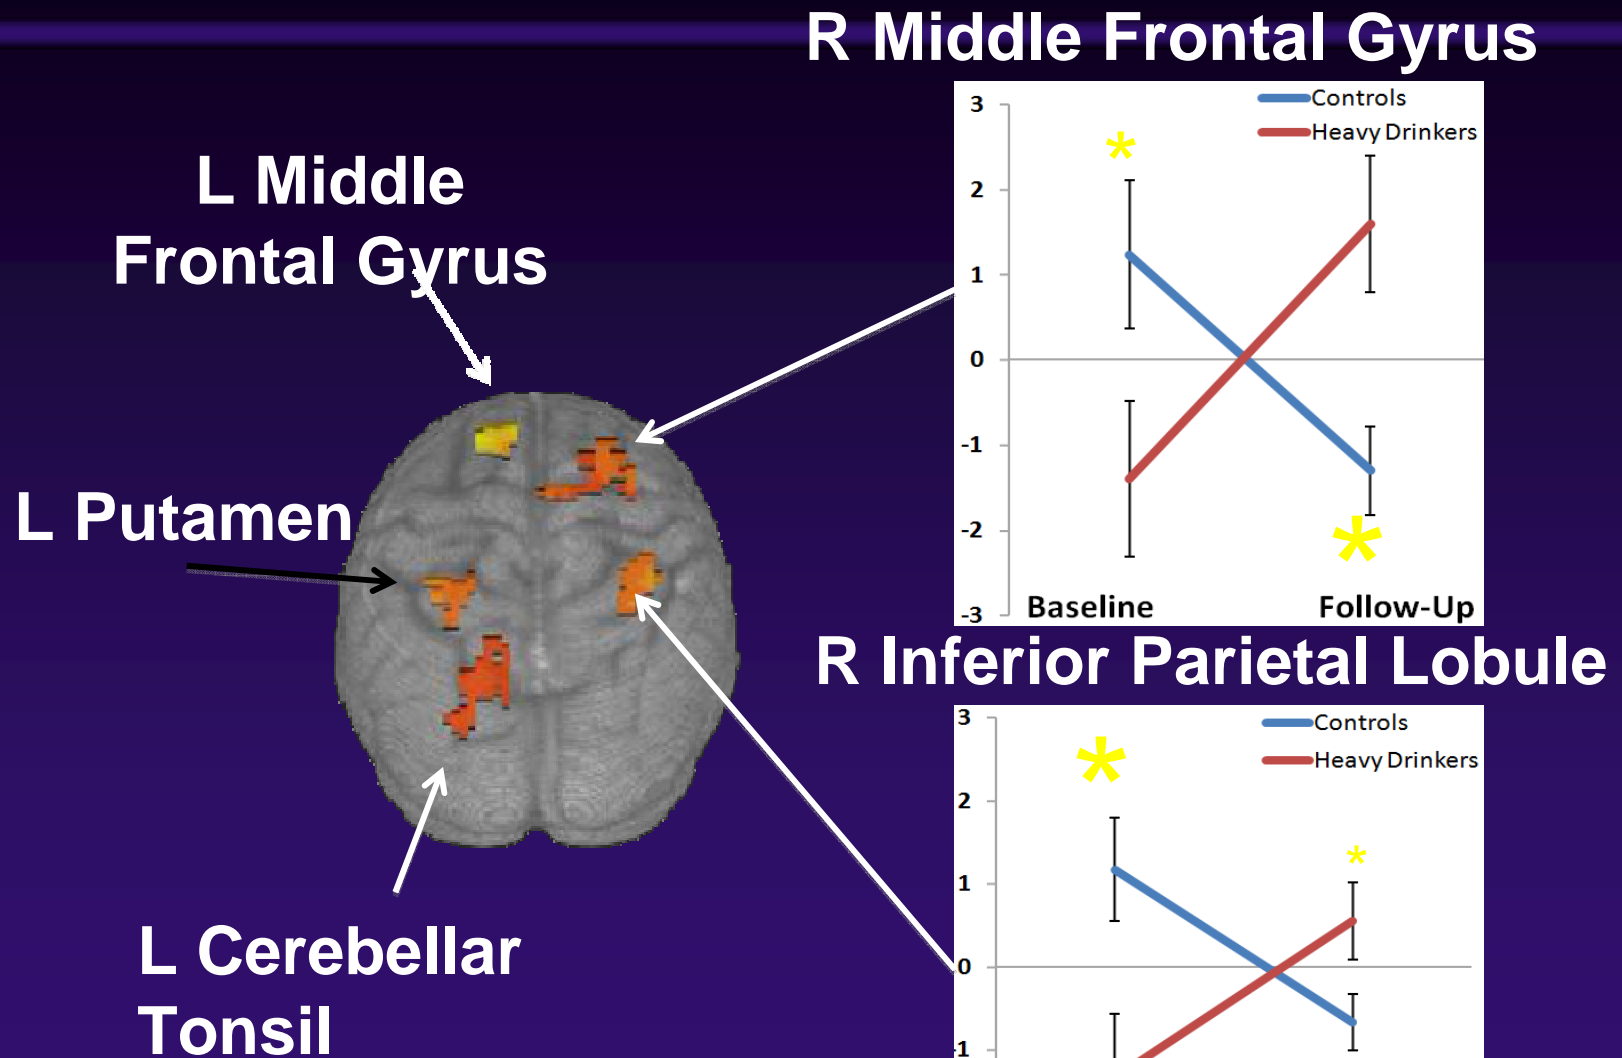 R Middle Frontal Gyrus
L Middle
Frontal Gyrus
L Putamen
L Cerebellar
Tonsil
3
2
1
0
-1
-2
-3
*
*
Controls
Heavy Drinkers
Baseline
Follow-Up
R Inferior Parietal Lobule
3
2
1
0
-1
*
*
Controls
Heavy Drinkers